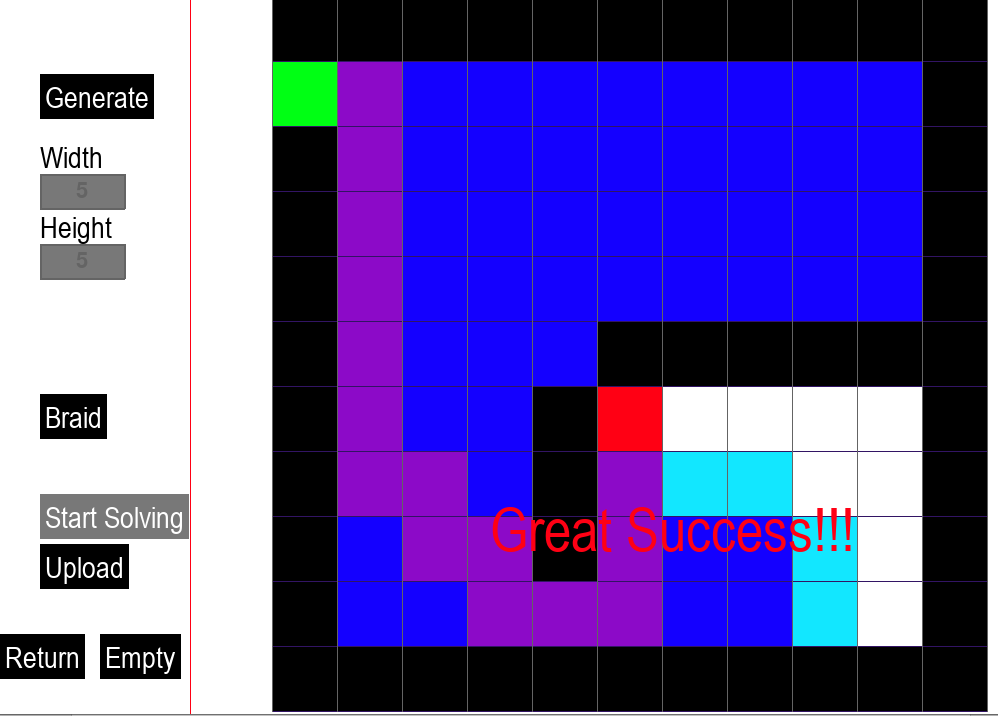 Generate
Width
5
Height
5
Braid
Start Solving
Great Success!!!
Upload
Return
Empty